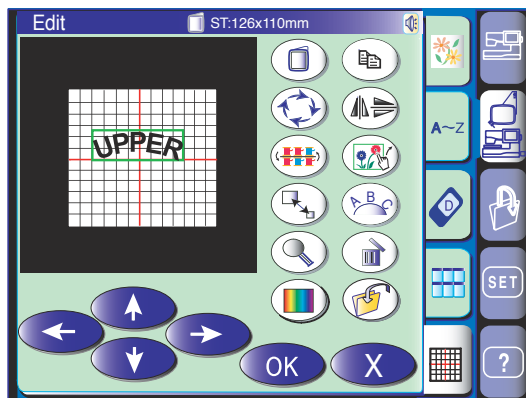 Edit
ST:126x110mm
UPPER
A B C
A~Z
D
SET
?
OK
X